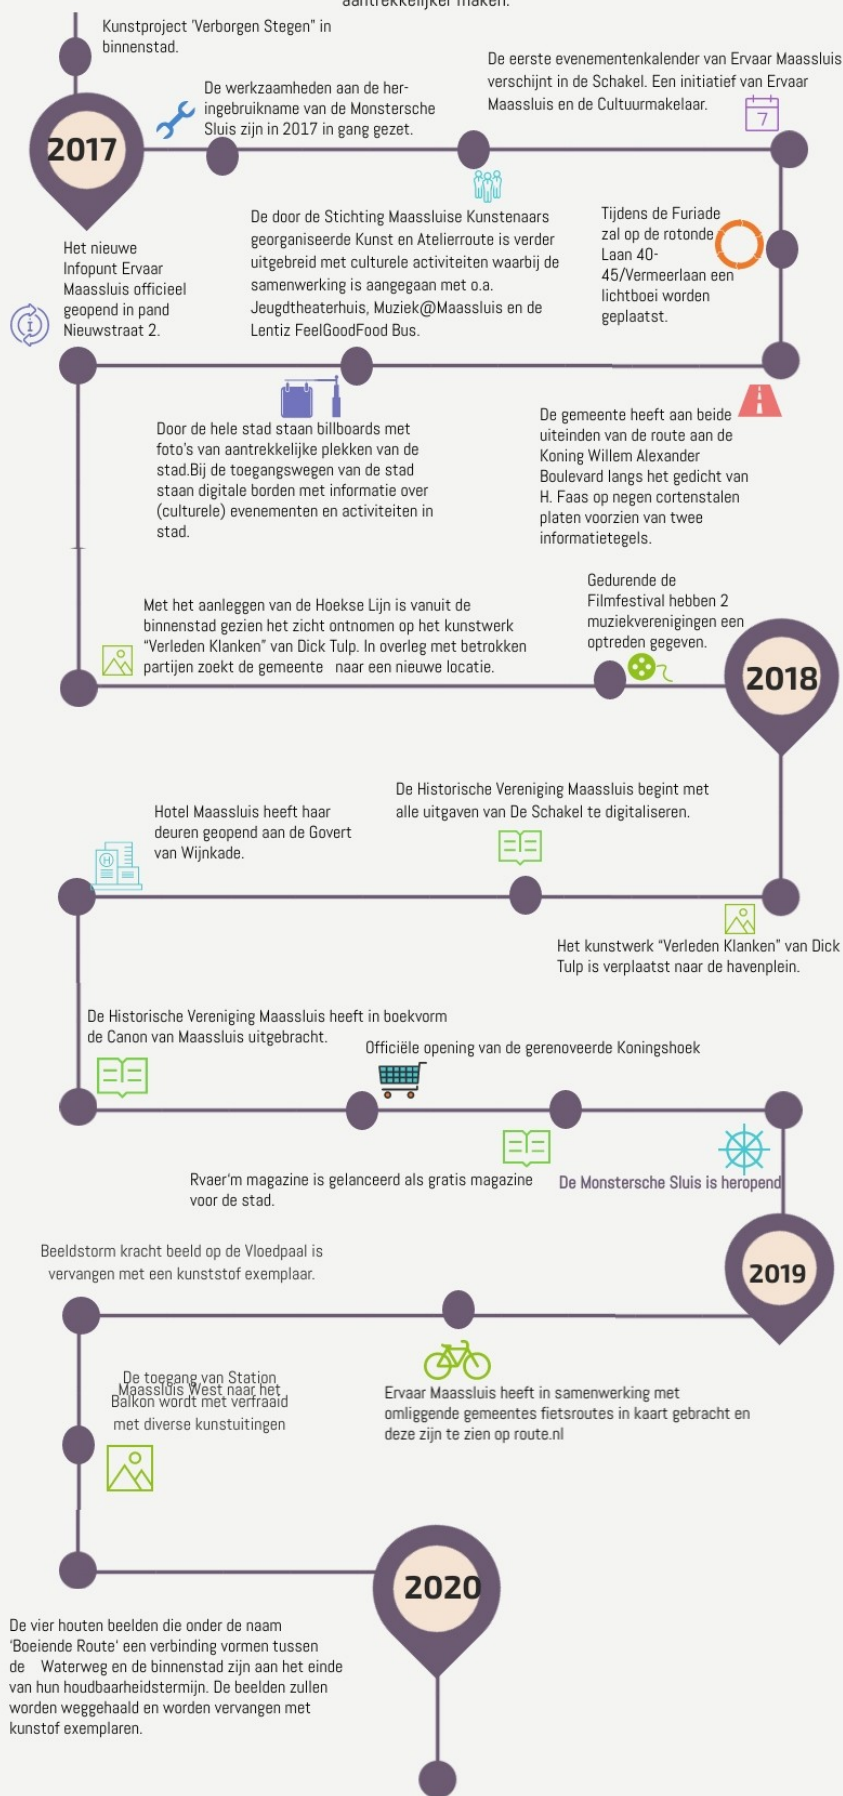 aantrekkelijker maken.
Kunstproject 'Verborgen Stegen" in
binnenstad.
2017
De werkzaamheden aan de her-
ingebruikname van de Monstersche
Sluis zijn in 2017 in gang gezet.
De eerste evenementenkalender van Ervaar Maassluis
verschijnt in de Schakel. Een initiatief van Ervaar
Maassluis en de Cultuurmakelaar.
7
Het nieuwe
Infopunt Ervaar
Maassluis officieel
geopend in pand
Nieuwstraat 2.
i
De door de Stichting Maassluise Kunstenaars
georganiseerde Kunst en Atelierroute is verder
uitgebreid met culturele activiteiten waarbij de
samenwerking is aangegaan met o.a.
Jeugdtheaterhuis, Muziek@Maassluis en de
Lentiz FeelGoodFood Bus.
Tijdens de Furiade
zal op de rotonde
Laan 40-
45/Vermeerlaan een
lichtboei worden
geplaatst.
Door de hele stad staan billboards met
foto's van aantrekkelijke plekken van de
stad.Bij de toegangswegen van de stad
staan digitale borden met informatie over
(culturele) evenementen en activiteiten in
stad.
De gemeente heeft aan beide
uiteinden van de route aan de
Koning Willem Alexander
Boulevard langs het gedicht van
H. Faas op negen cortenstalen
platen voorzien van twee
informatietegels.
Met het aanleggen van de Hoekse Lijn is vanuit de
binnenstad gezien het zicht ontnomen op het kunstwerk
“Verleden Klanken” van Dick Tulp. In overleg met betrokken
partijen zoekt de gemeente naar een nieuwe locatie.
Gedurende de
Filmfestival hebben 2
muziekverenigingen een
optreden gegeven.
2018
De Historische Vereniging Maassluis begint met
alle uitgaven van De Schakel te digitaliseren.
Hotel Maassluis heeft haar
deuren geopend aan de Govert
van Wijnkade.
H
Het kunstwerk “Verleden Klanken” van Dick
Tulp is verplaatst naar de havenplein.
De Historische Vereniging Maassluis heeft in boekvorm
de Canon van Maassluis uitgebracht.
Officiële opening van de gerenoveerde Koningshoek
Rvaer‘m magazine is gelanceerd als gratis magazine
voor de stad.
De Monstersche Sluis is heropend
2019
Beeldstorm kracht beeld op de Vloedpaal is
vervangen met een kunststof exemplaar.
De toegang van Station
Maassluis West naar het
Balkon wordt met verfraaid
met diverse kunstuitingen
Ervaar Maassluis heeft in samenwerking met
omliggende gemeentes fietsroutes in kaart gebracht en
deze zijn te zien op route.nl
2020
De vier houten beelden die onder de naam
‘Boeiende Route‘ een verbinding vormen tussen
de Waterweg en de binnenstad zijn aan het einde
van hun houdbaarheidstermijn. De beelden zullen
worden weggehaald en worden vervangen met
kunstof exemplaren.